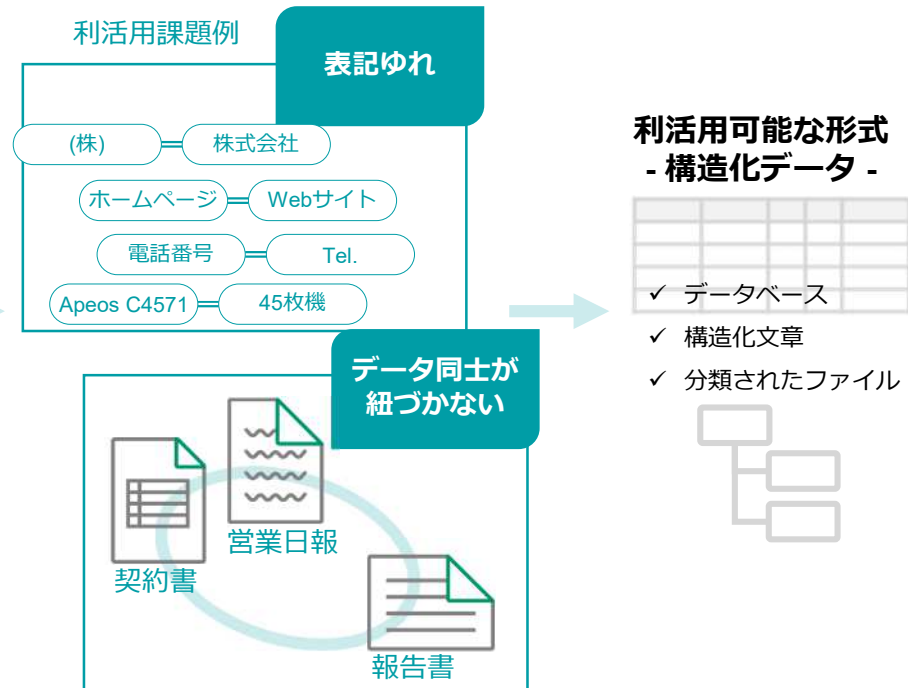 利活用課題例
表記ゆれ
(株) = 株式会社
ホームページ = Webサイト
電話番号 = Tel.
Apeos C4571 = 45枚機
データ同士が
紐づかない
契約書
営業日報
報告書
利活用可能な形式
- 構造化データ -
✓ データベース
✓ 構造化文章
✓ 分類されたファイル